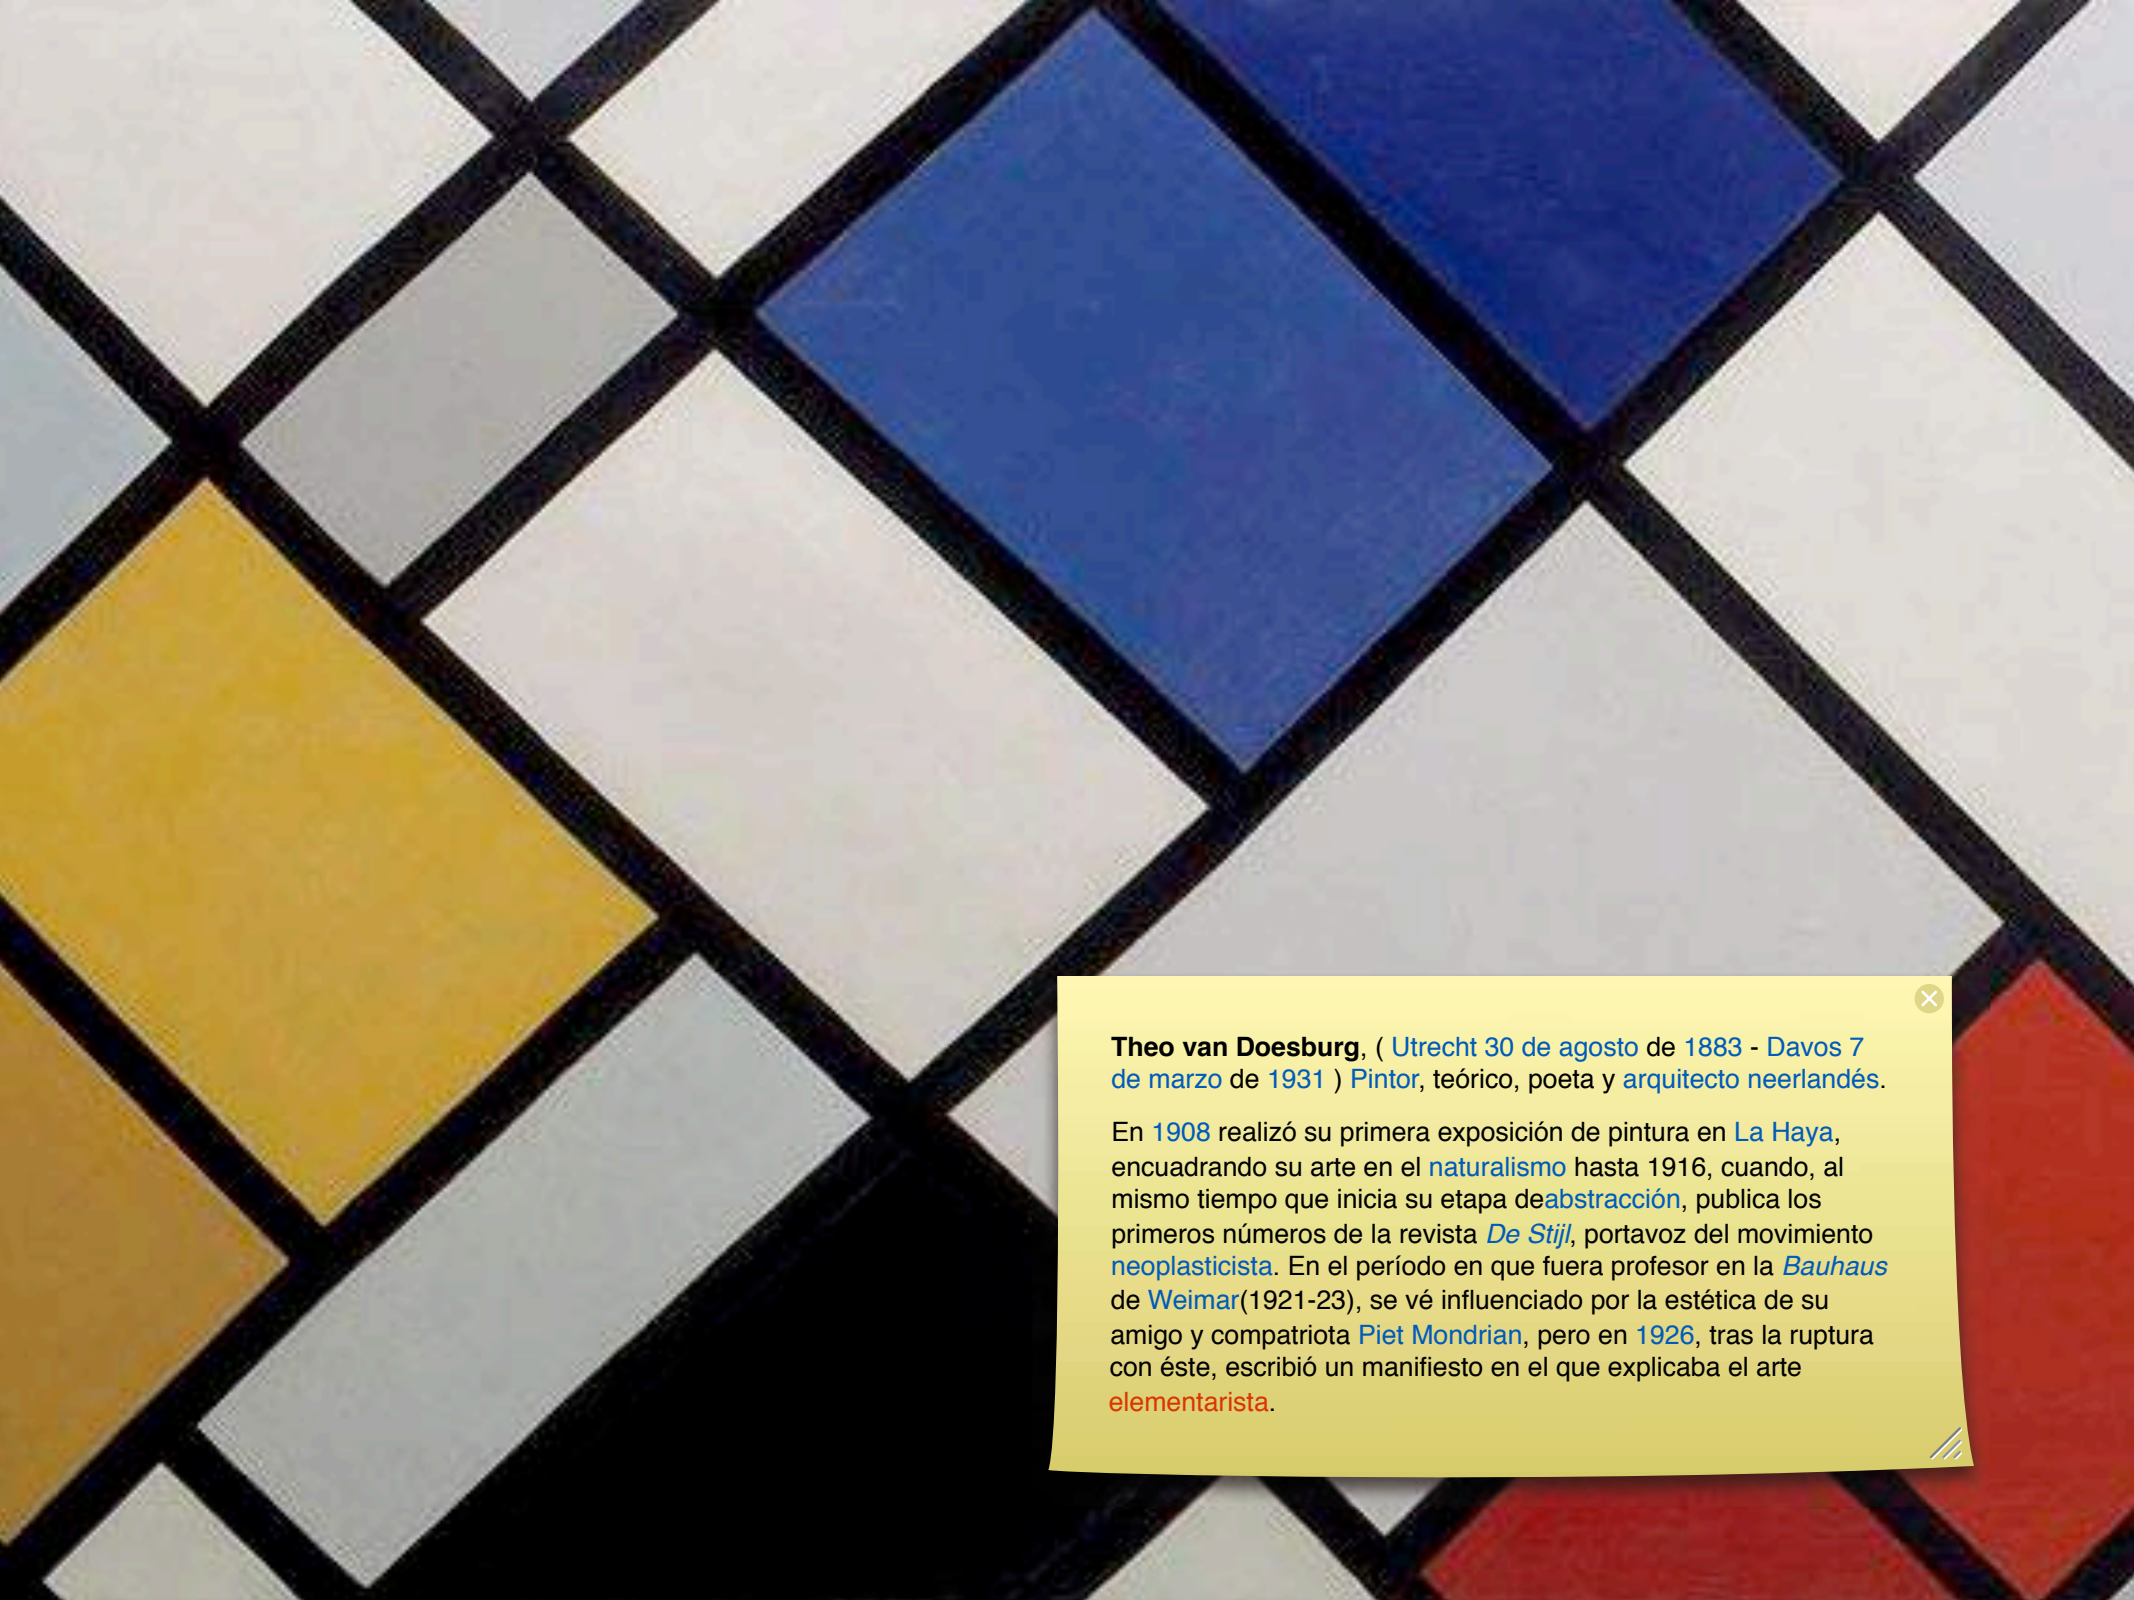 Theo van Doesburg, ( Utrecht 30 de agosto de 1883 - Davos 7
de marzo de 1931 ) Pintor, teórico, poeta y arquitecto neerlandés.
En 1908 realizó su primera exposición de pintura en La Haya,
encuadrando su arte en el naturalismo hasta 1916, cuando, al
mismo tiempo que inicia su etapa deabstracción, publica los
primeros números de la revista De Stijl, portavoz del movimiento
neoplasticista. En el período en que fuera profesor en la Bauhaus
de Weimar(1921-23), se vé influenciado por la estética de su
amigo y compatriota Piet Mondrian, pero en 1926, tras la ruptura
con éste, escribió un manifiesto en el que explicaba el arte
elementarista.